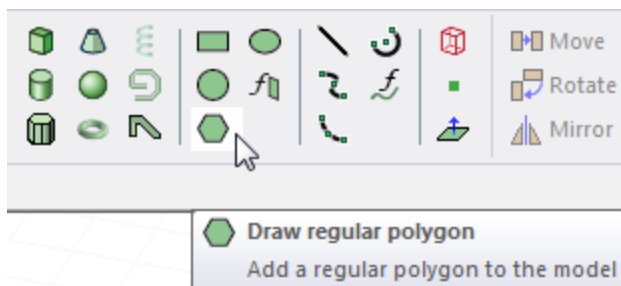 Move
Rotate
Mirror
Draw regular polygon
Add a regular polygon to the model